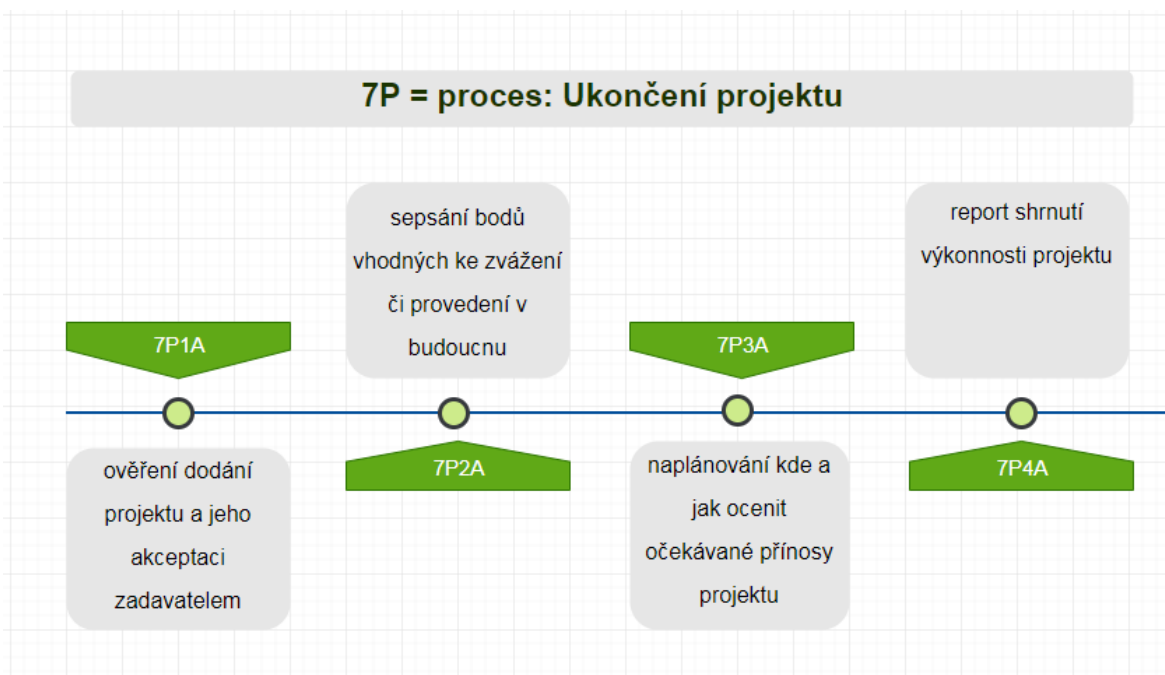 7P = proces: Ukončení projektu
7P1A
ověření dodání
projektu a jeho
akceptaci
zadavatelem
sepsání bodů
vhodných ke zvážení
či provedení v
budoucnu
7P2A
7P3A
naplánování kde a
jak ocenit
očekávané přínosy
projektu
report shrnutí
výkonnosti projektu
7P4A